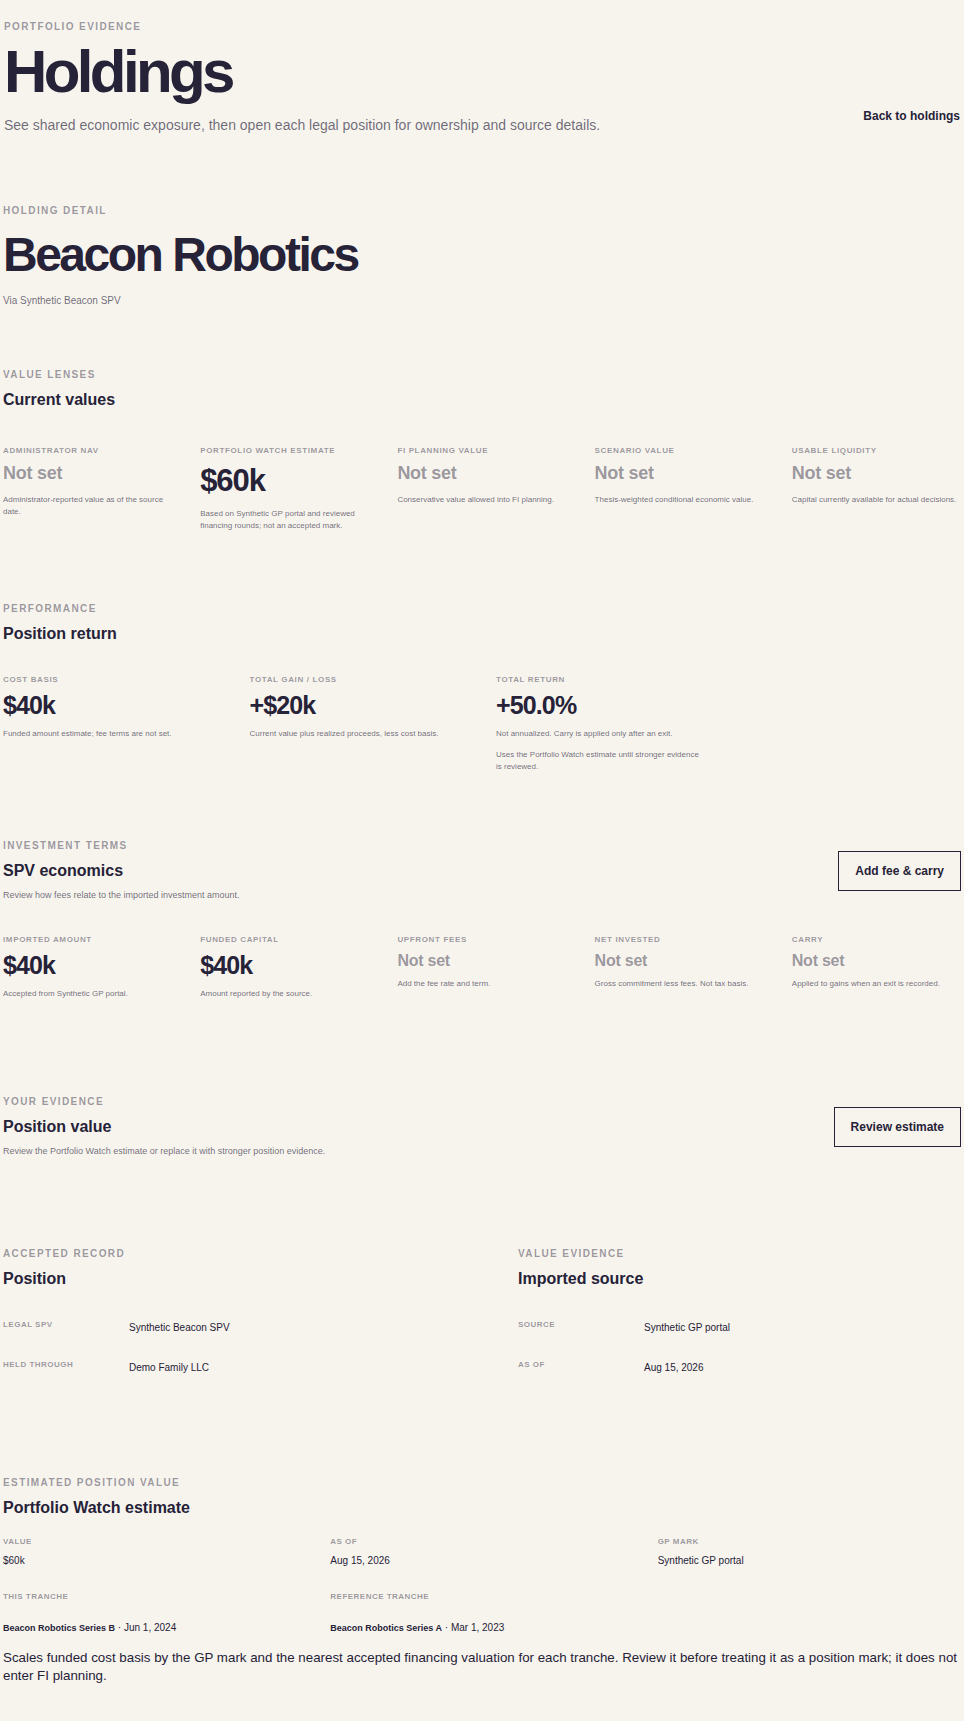 PORTFOLIO EVIDENCE
Holdings
See shared economic exposure, then open each legal position for ownership and source details.
Back to holdings
HOLDING DETAIL
Beacon Robotics
Via Synthetic Beacon SPV
VALUE LENSES
Current values
ADMINISTRATOR NAV
Not set
Administrator-reported value as of the source
date.
PORTFOLIO WATCH ESTIMATE
$60k
Based on Synthetic GP portal and reviewed
financing rounds; not an accepted mark.
FI PLANNING VALUE
Not set
Conservative value allowed into FI planning.
SCENARIO VALUE
Not set
Thesis-weighted conditional economic value.
USABLE LIQUIDITY
Not set
Capital currently available for actual decisions.
PERFORMANCE
Position return
COST BASIS
$40k
Funded amount estimate; fee terms are not set.
TOTAL GAIN / LOSS
+$20k
Current value plus realized proceeds, less cost basis.
TOTAL RETURN
+50.0%
Not annualized. Carry is applied only after an exit.
Uses the Portfolio Watch estimate until stronger evidence
is reviewed.
INVESTMENT TERMS
SPV economics
Review how fees relate to the imported investment amount.
Add fee & carry
IMPORTED AMOUNT
$40k
Accepted from Synthetic GP portal.
FUNDED CAPITAL
$40k
Amount reported by the source.
UPFRONT FEES
Not set
Add the fee rate and term.
NET INVESTED
Not set
Gross commitment less fees. Not tax basis.
CARRY
Not set
Applied to gains when an exit is recorded.
YOUR EVIDENCE
Position value
Review the Portfolio Watch estimate or replace it with stronger position evidence.
Review estimate
ACCEPTED RECORD
Position
LEGAL SPV
Synthetic Beacon SPV
HELD THROUGH
Demo Family LLC
VALUE EVIDENCE
Imported source
SOURCE
Synthetic GP portal
AS OF
Aug 15, 2026
ESTIMATED POSITION VALUE
Portfolio Watch estimate
VALUE
$60k
AS OF
Aug 15, 2026
GP MARK
Synthetic GP portal
THIS TRANCHE
Beacon Robotics Series B · Jun 1, 2024
REFERENCE TRANCHE
Beacon Robotics Series A · Mar 1, 2023
Scales funded cost basis by the GP mark and the nearest accepted financing valuation for each tranche. Review it before treating it as a position mark; it does not
enter FI planning.